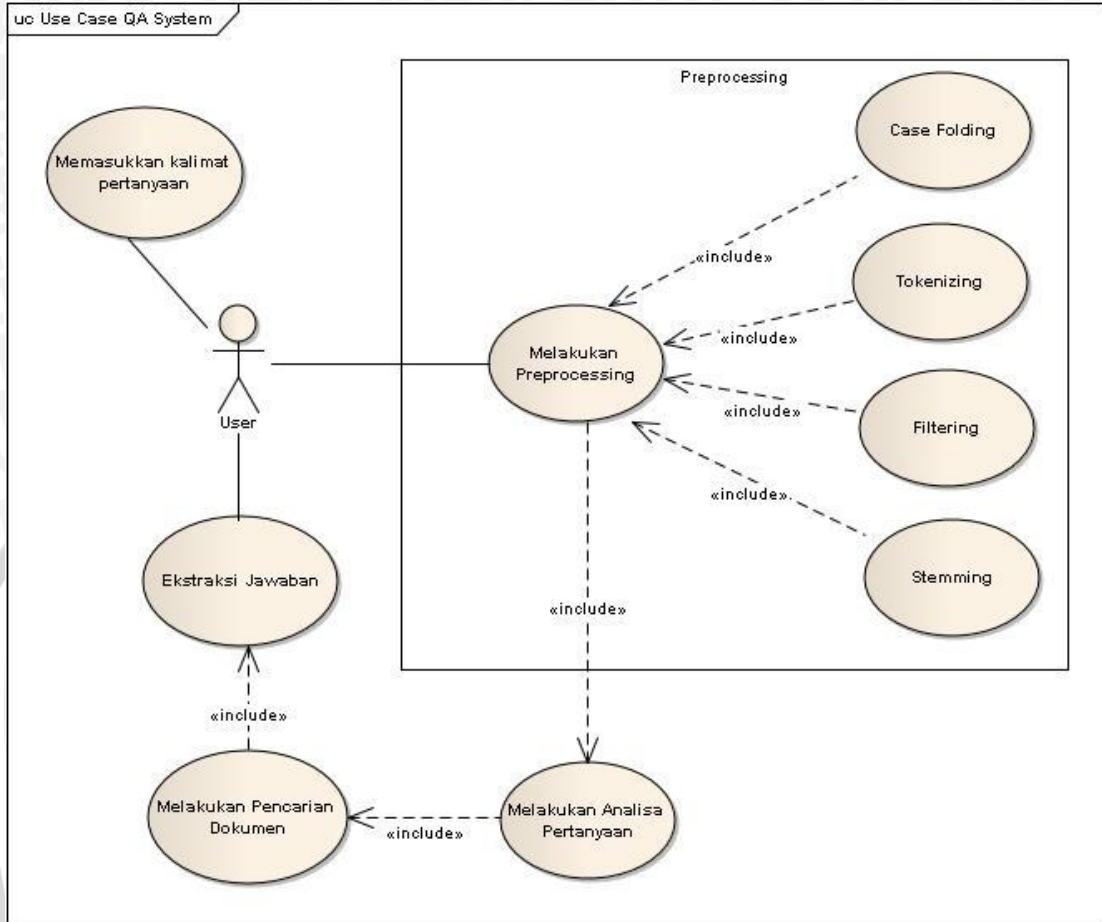 uc Use Case QA System
Preprocessing
Case Folding
Memasukkan kalimat
pertanyaan
«include»
Tokenizing
«include»
Melakukan
Preprocessing
User
«include»
Filtering
«include»
Ekstraksi Jawaban
Stemming
«include»
«include»
Melakukan Pencarian
Dokumen
«include»
Melakukan Analisa
Pertanyaan